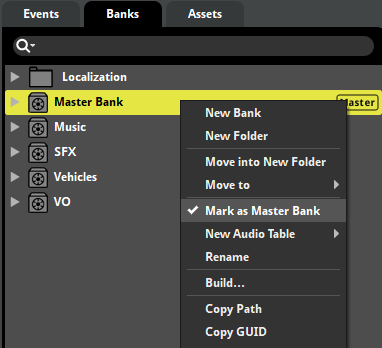 Events Banks Assets
Localization
Master Bank Master
Music
SFX
Vehicles
VO
New Bank
New Folder
Move into New Folder
Move to
Mark as Master Bank
New Audio Table
Rename
Build...
Copy Path
Copy GUID